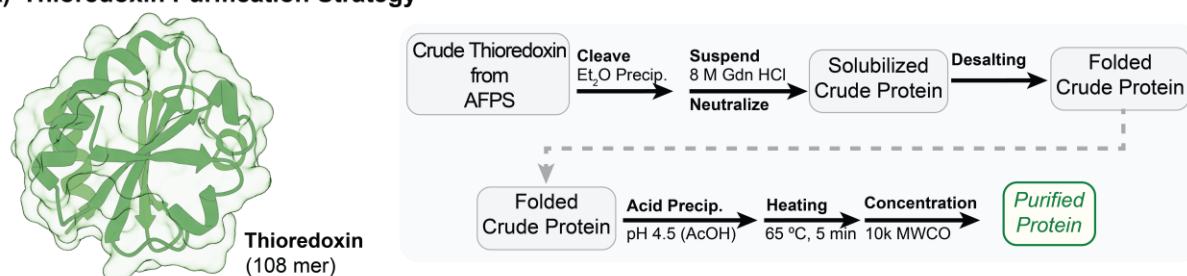 Thioredoxin Purification Strategy
Crude Thioredoxin
from
AFPS
Cleave
Et₂O Precip.
Suspend
8 M Gdn HCl
Neutralize
Solubilized
Crude Protein
Desalting
Folded
Crude Protein
Folded
Crude Protein
Acid Precip.
pH 4.5 (AcOH)
Heating
65 ºC, 5 min
Concentration
10k MWCO
Purified
Protein
Thioredoxin
(108 mer)